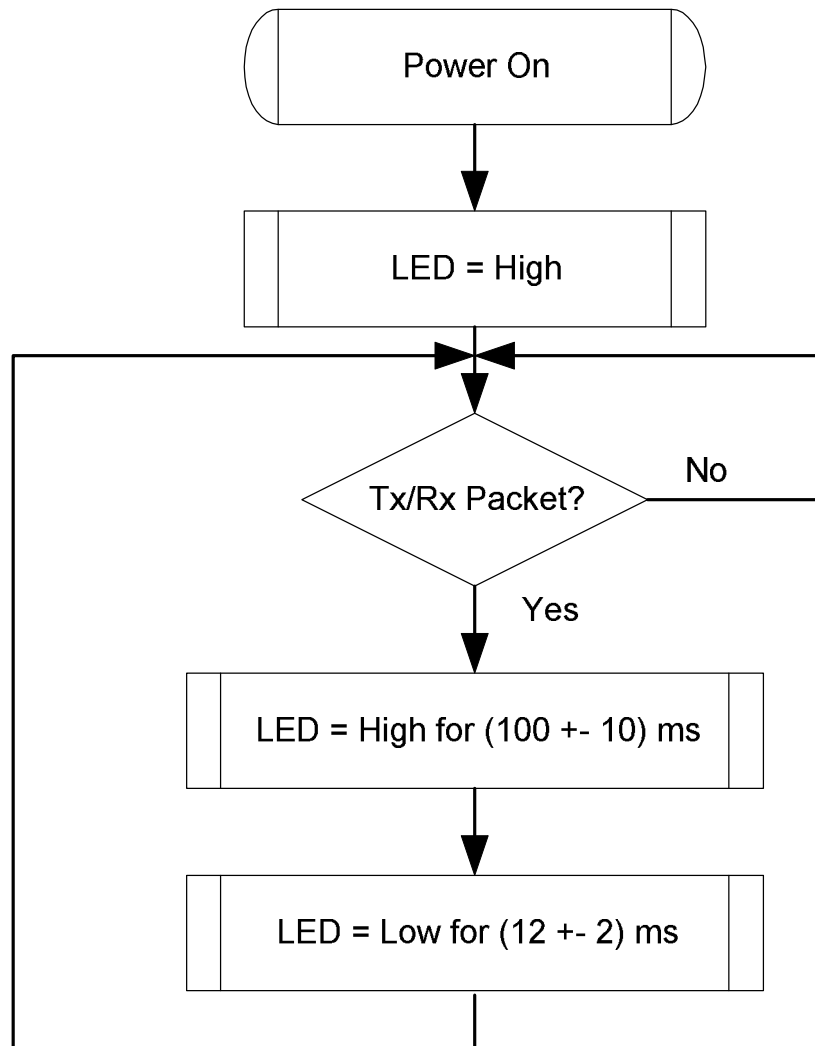 Power On
LED = High
Tx/Rx Packet?
No
Yes
LED = High for (100 +- 10) ms
LED = Low for (12 +- 2) ms